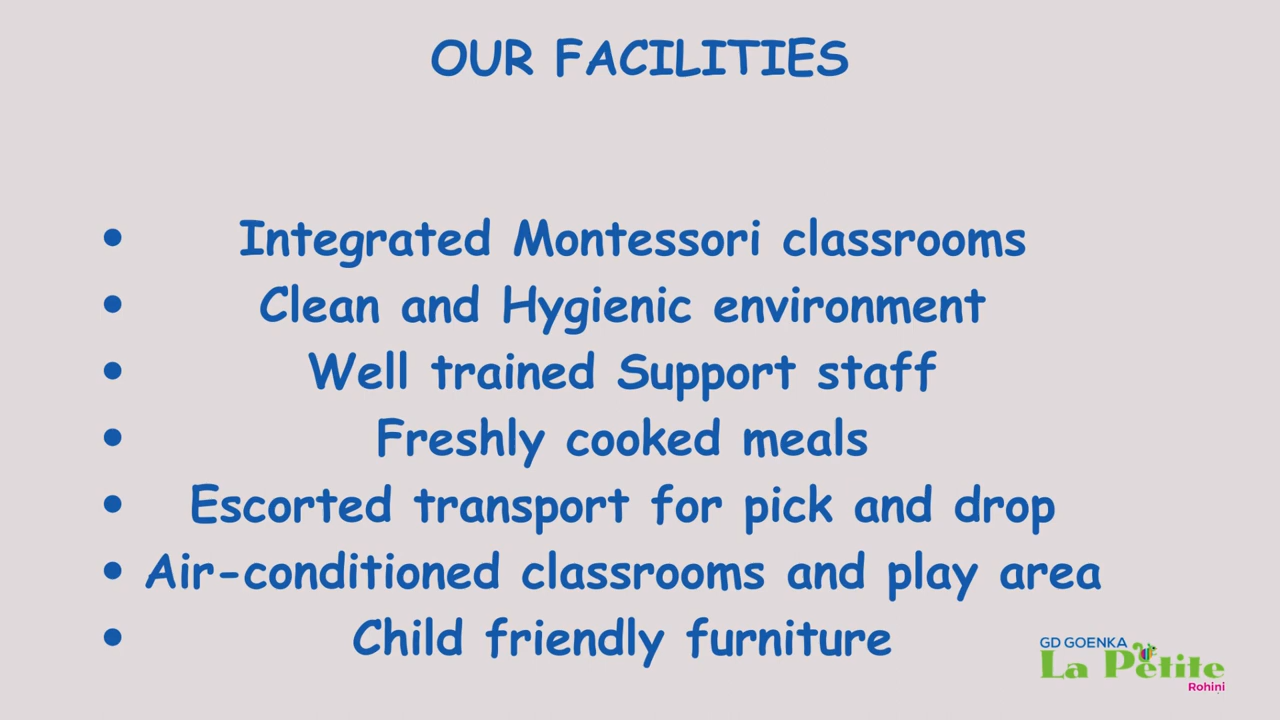 OUR FACILITIES
• Integrated Montessori classrooms
• Clean and Hygienic environment
• Well trained Support staff
• Freshly cooked meals
• Escorted transport for pick and drop
• Air-conditioned classrooms and play area
• Child friendly furniture
GD GOENKA
La Petite
Rohini